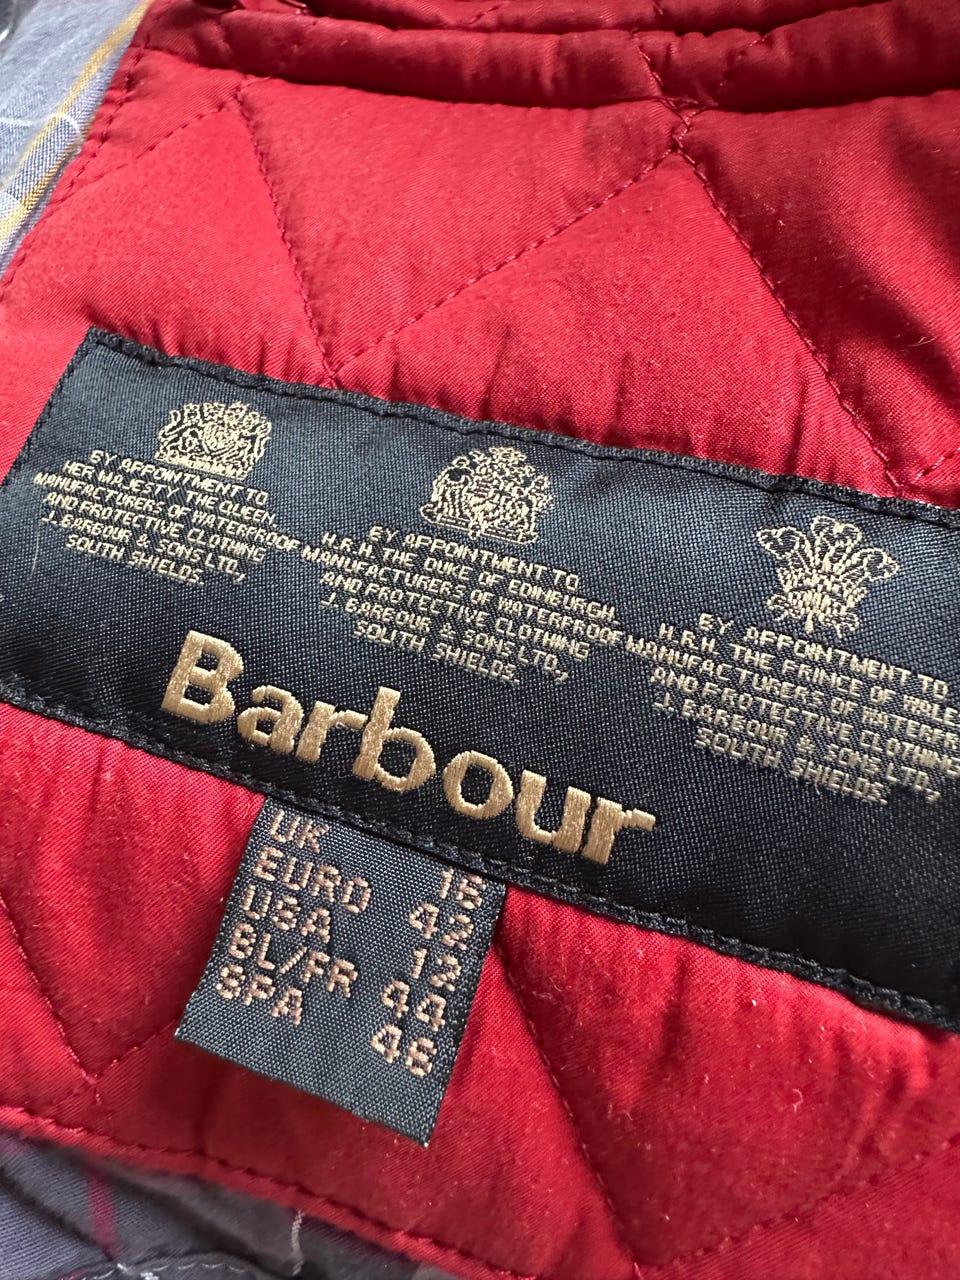 BY APPOINTMENT TO
HER MAJESTY THE QUEEN,
MANUFACTURERS OF WATERPROOF
AND PROTECTIVE CLOTHING
J.BARBOUR & SONS LTD,
SOUTH SHIELDS.
BY APPOINTMENT TO
H.R.H. THE DUKE OF EDINBURGH
MANUFACTURERS OF WATERPROOF
AND PROTECTIVE CLOTHING
J.BARBOUR & SONS LTD.,
SOUTH SHIELDS.
BY APPOINTMENT TO
H.R.H. THE PRINCE OF WALES
MANUFACTURERS OF
AND PROTECTIVE CLOTHING
J.BARBOUR & SONS LTD,
SOUTH SHIELDS.
Barbour
UK 16
EURO 42
USA 12
BL/FR 44
SPA 46